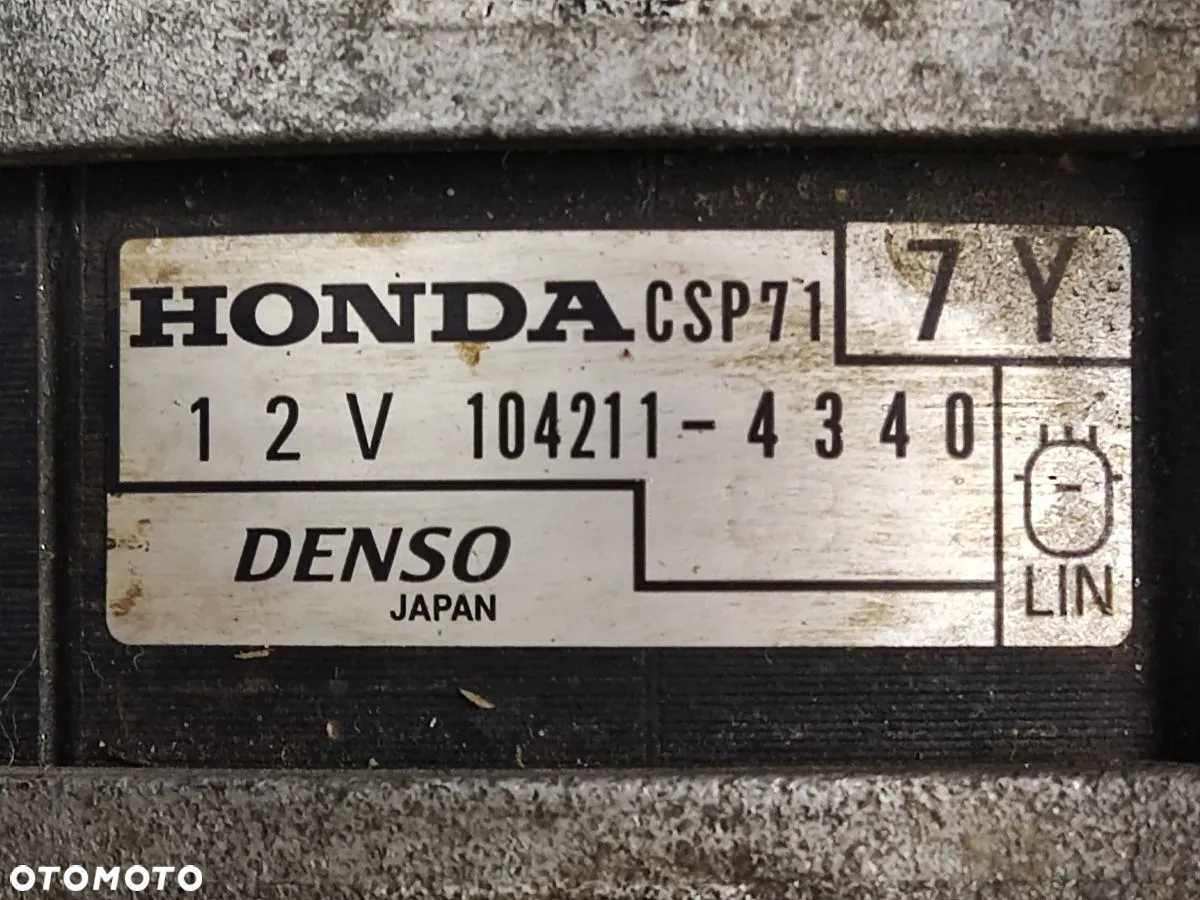 HONDA CSP71 7Y
12V 104211-4340
DENSO
JAPAN
LIN
OTOMOTO